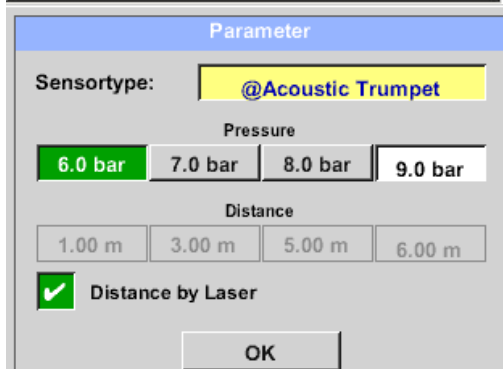 Parameter
Sensortype: @Acoustic Trumpet
Pressure
6.0 bar 7.0 bar 8.0 bar 9.0 bar
Distance
1.00 m 3.00 m 5.00 m 6.00 m
Distance by Laser
OK